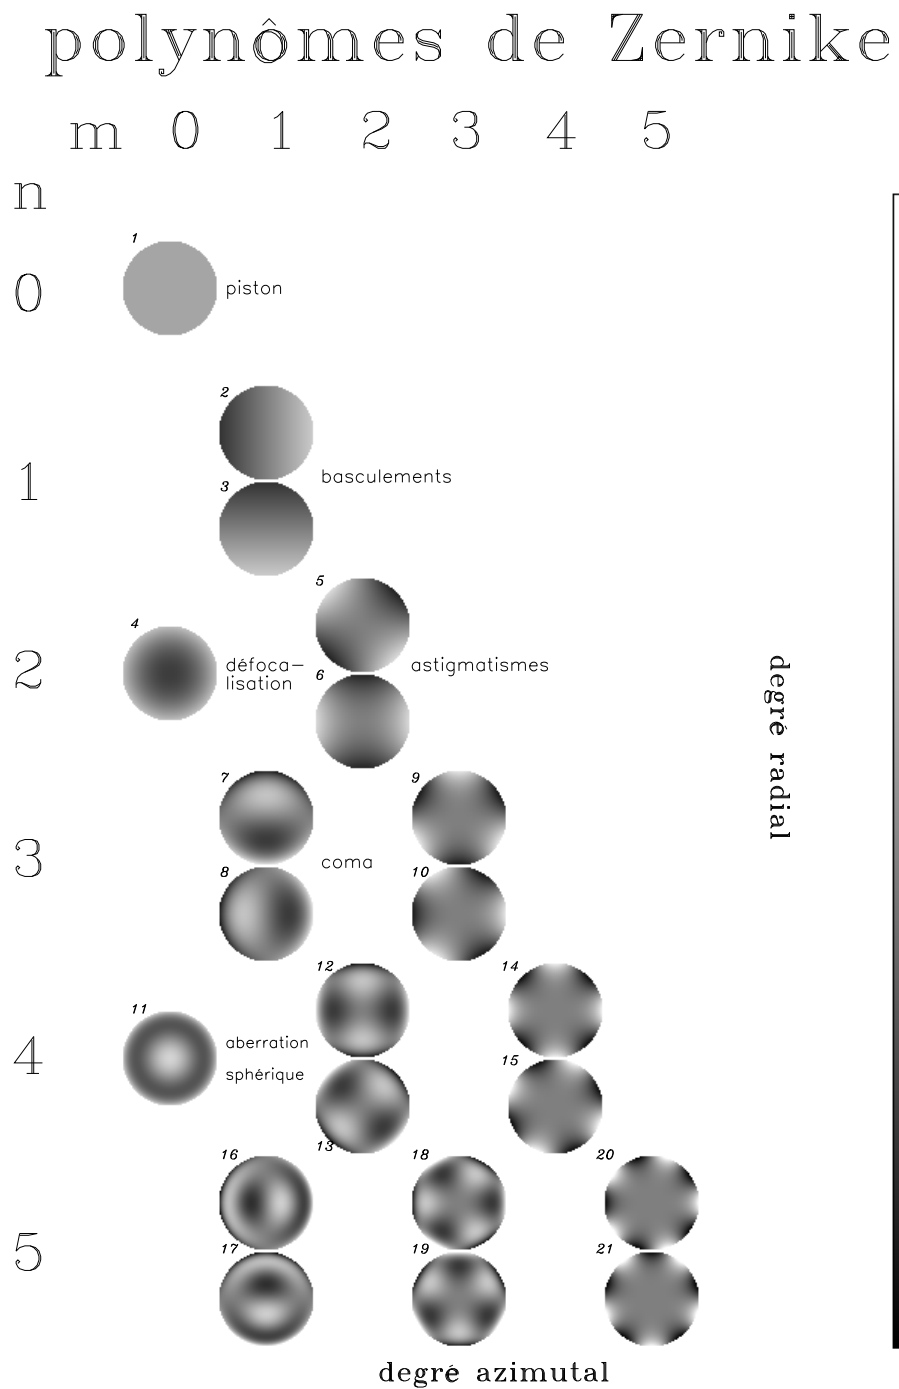 polynômes de Zernike
m 0 1 2 3 4 5
n
1
0 piston
2
1 basculements
3
5
4
2 défoca-
lisation
astigmatismes
6
degré radial
7 9
3 coma
8 10
12 14
11
4 aberration
sphérique
15
13
16 18 20
5
17 19 21
degré azimutal